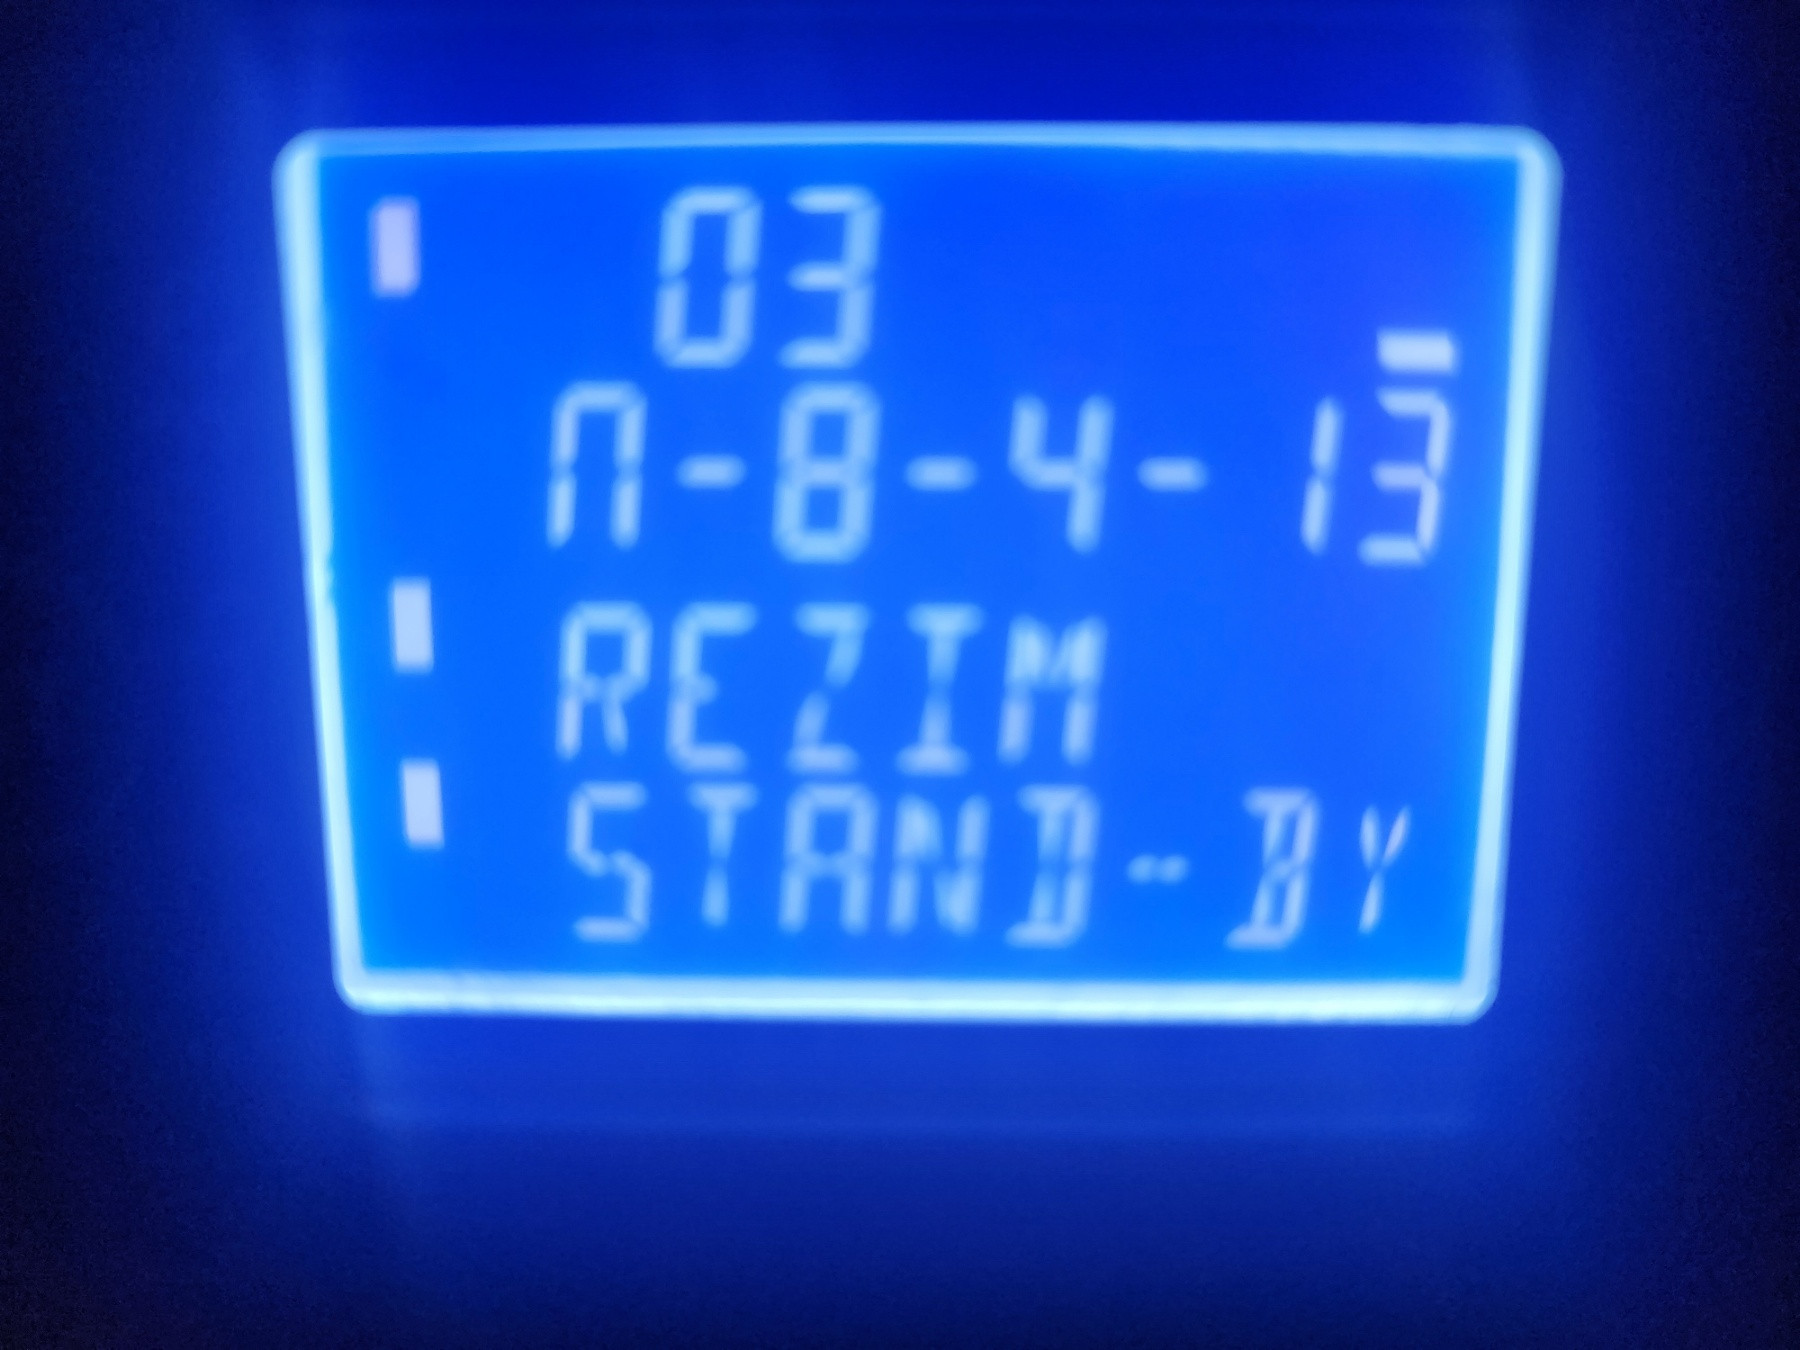 03
П-8-4-13
REZIM
STAND-BY